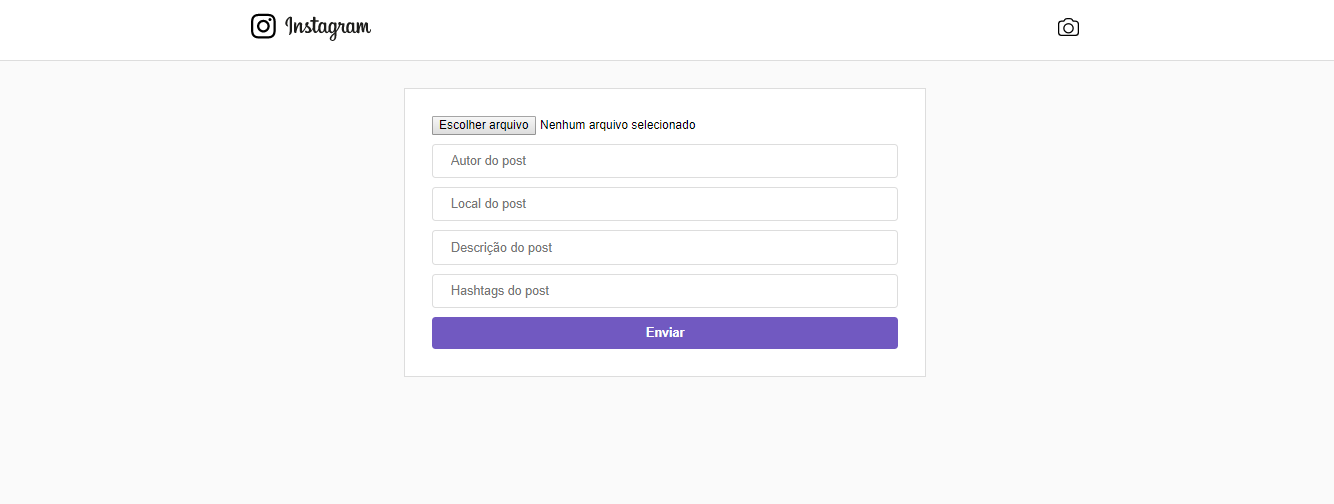 Instagram
Escolher arquivo Nenhum arquivo selecionado
Autor do post
Local do post
Descrição do post
Hashtags do post
Enviar